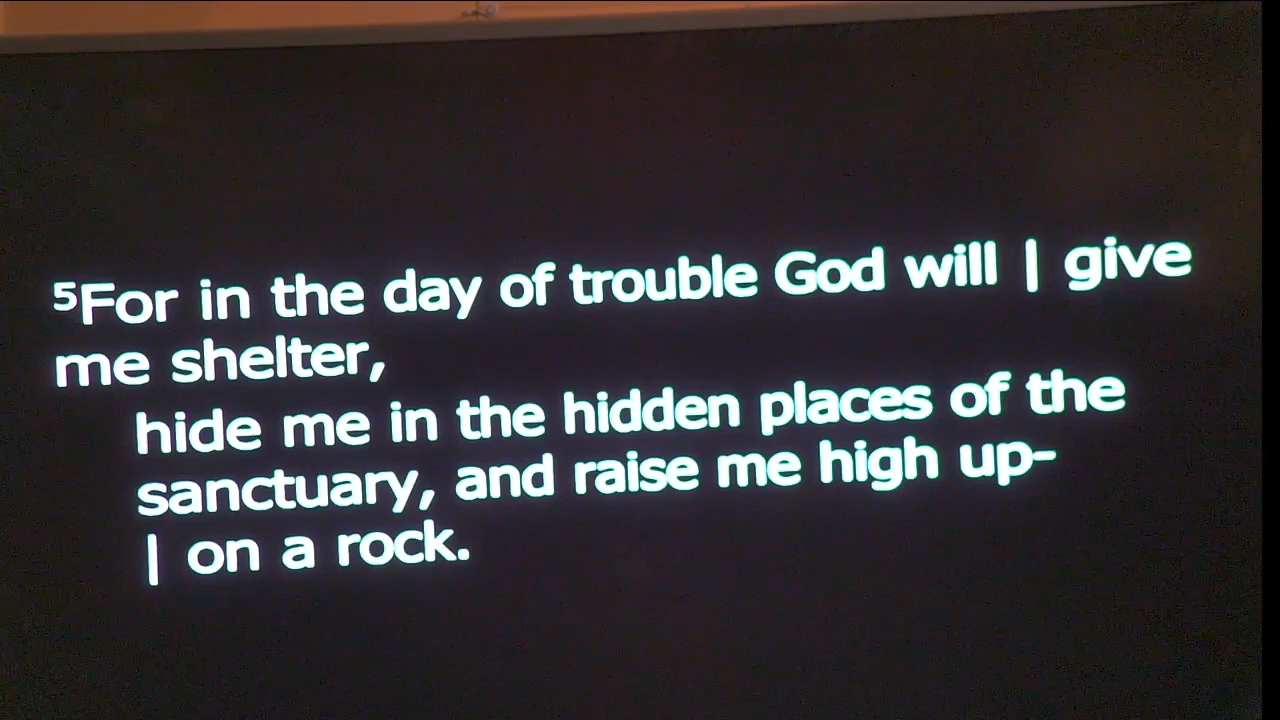 ⁵For in the day of trouble God will | give
me shelter,
hide me in the hidden places of the
sanctuary, and raise me high up-
| on a rock.